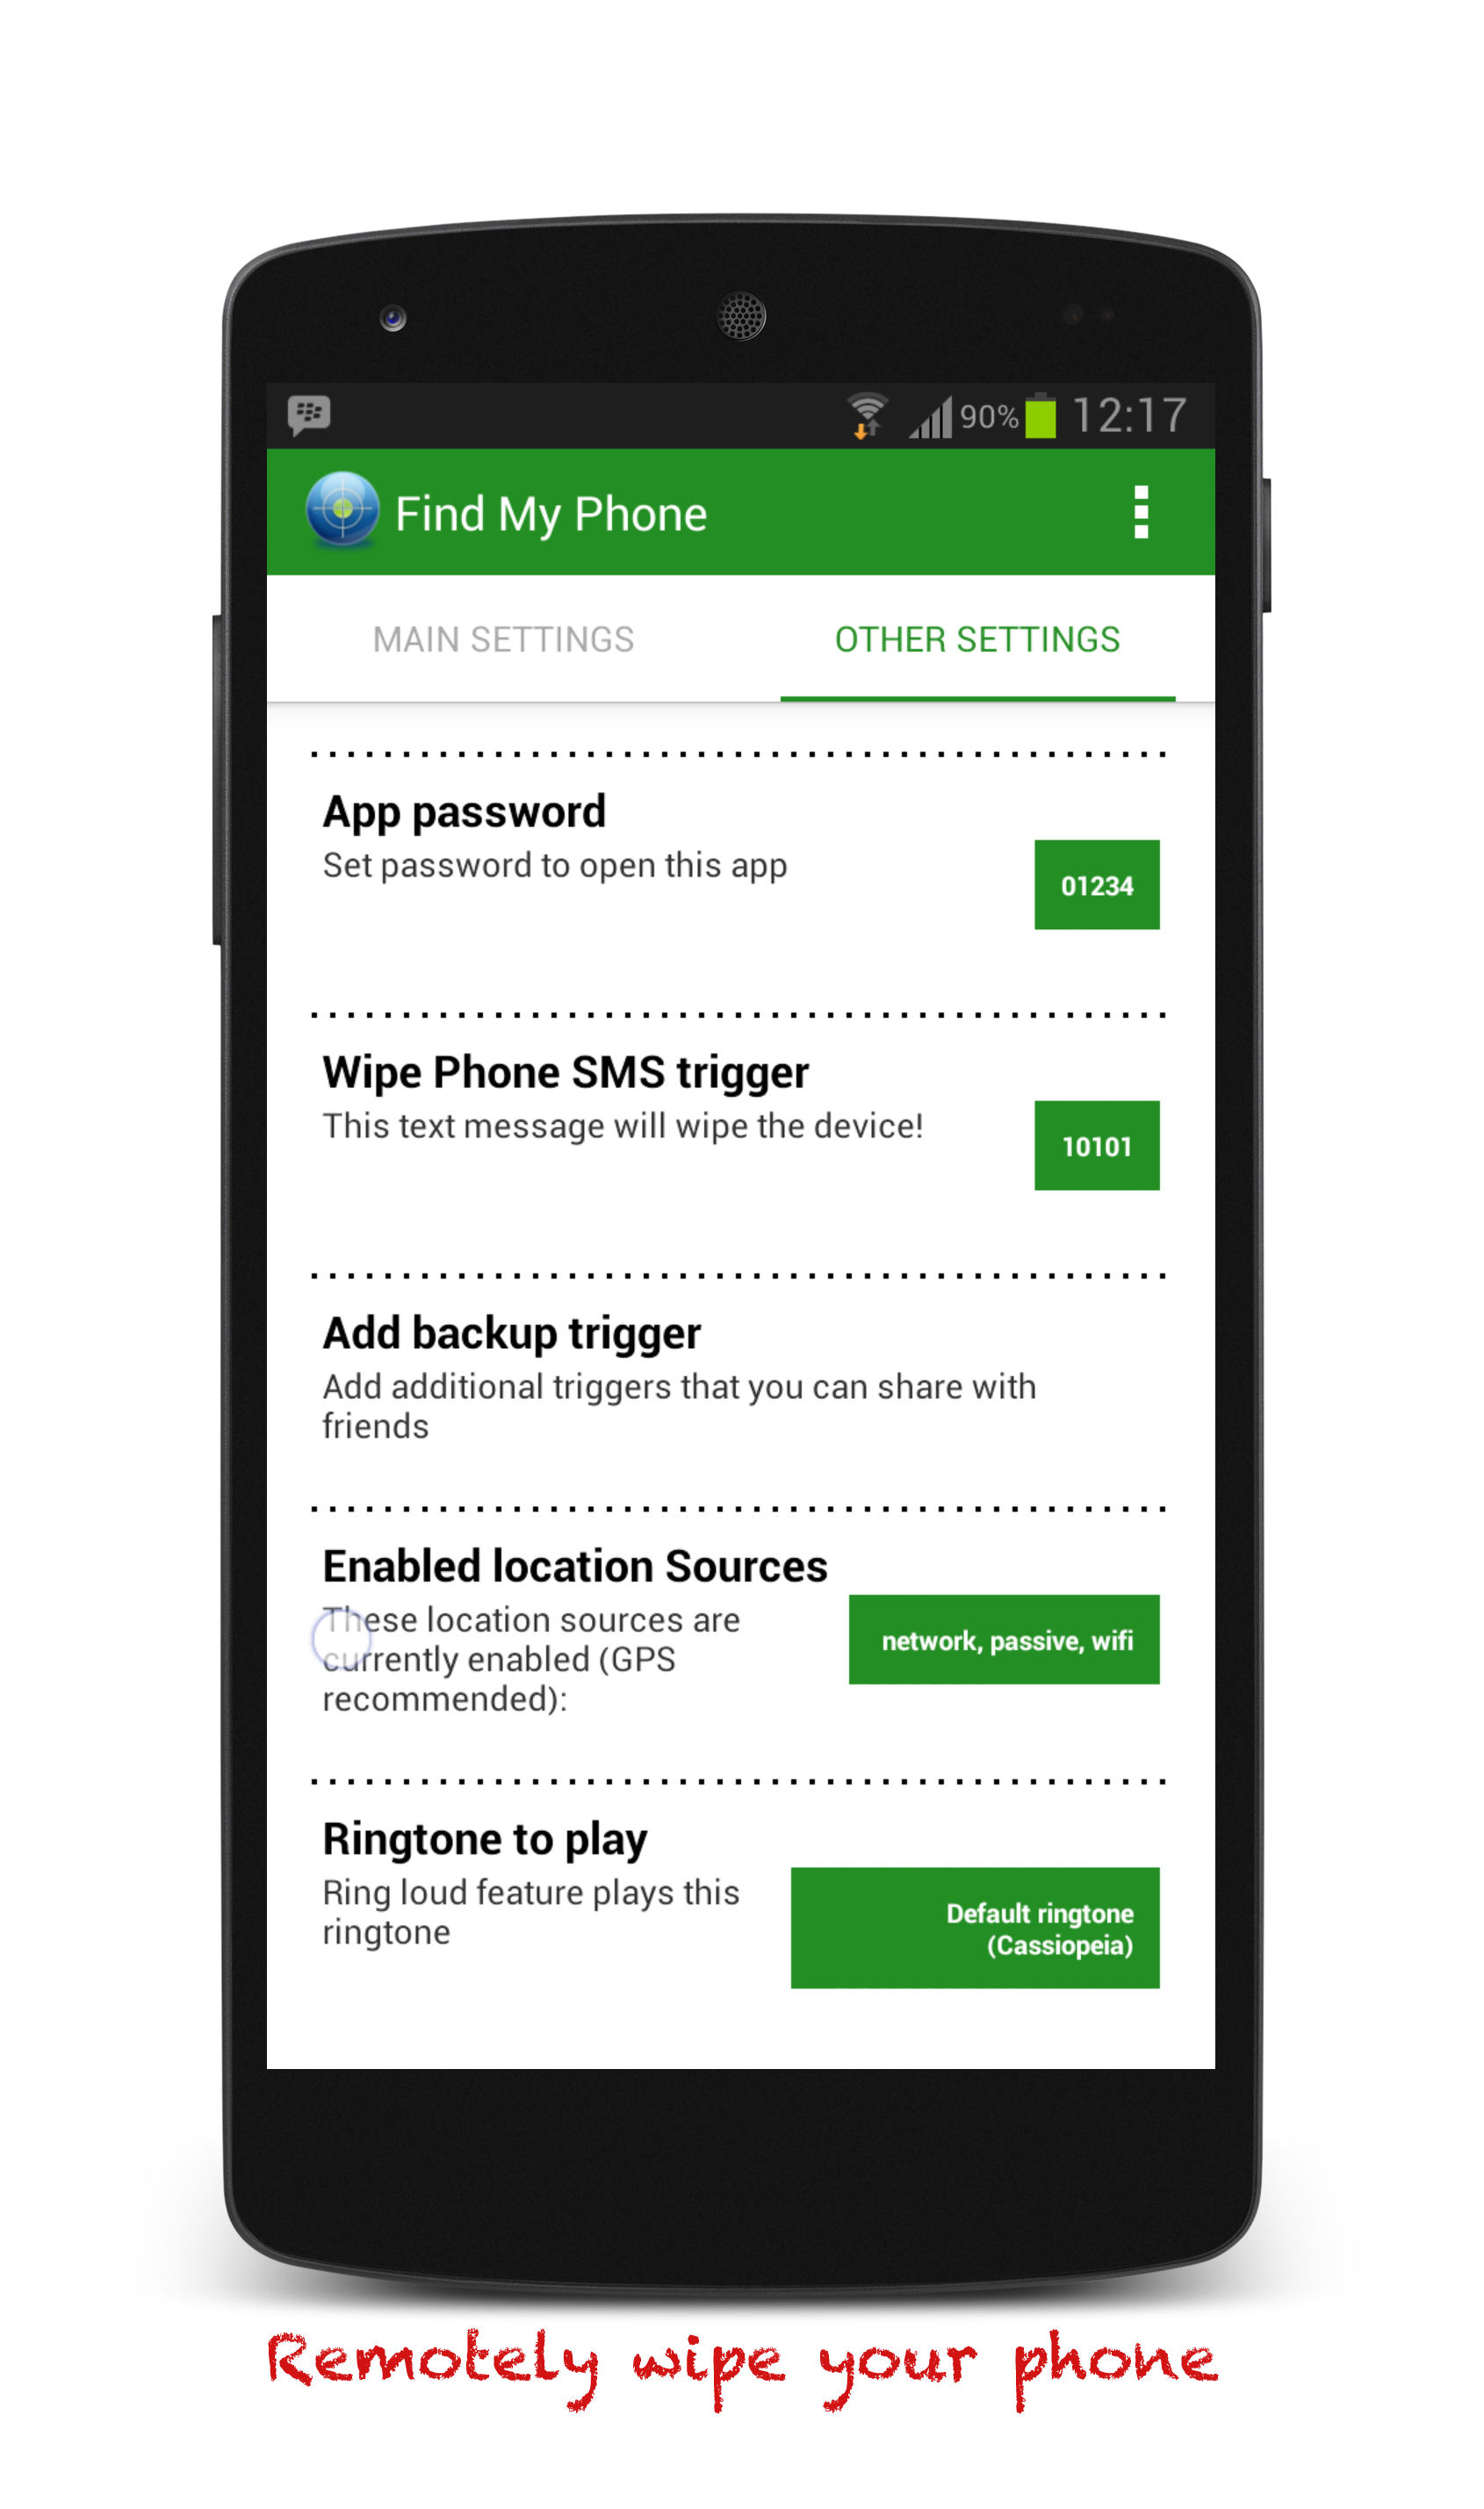 90% 12:17
Find My Phone
MAIN SETTINGS OTHER SETTINGS
App password
Set password to open this app
01234
Wipe Phone SMS trigger
This text message will wipe the device!
10101
Add backup trigger
Add additional triggers that you can share with
friends
Enabled location Sources
These location sources are
currently enabled (GPS
recommended):
network, passive, wifi
Ringtone to play
Ring loud feature plays this
ringtone
Default ringtone
(Cassiopeia)
Remotely wipe your phone